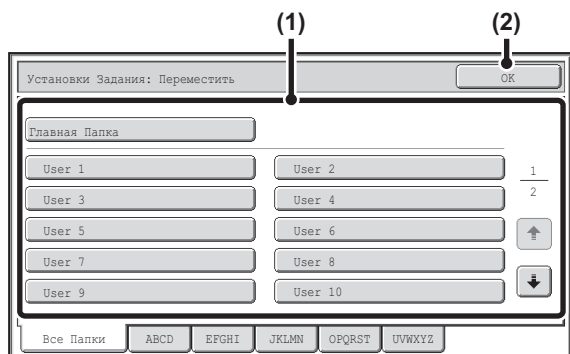 (1) (2)
Установки Задания: Переместить OK
Главная Папка
User 1 User 2 1
User 3 User 4 2
User 5 User 6
User 7 User 8
User 9 User 10
Все Папки ABCD EFGHI JKLMN OPQRST UVWXYZ